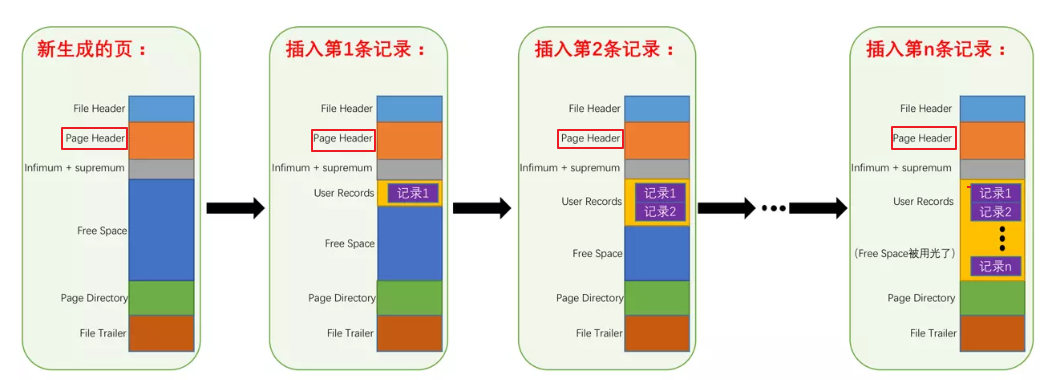 新生成的页：
File Header
Page Header
Infimum + supremum
Free Space
Page Directory
File Trailer
插入第1条记录：
File Header
Page Header
Infimum + supremum
User Records
记录1
Free Space
Page Directory
File Trailer
插入第2条记录：
File Header
Page Header
Infimum + supremum
User Records
记录1
记录2
Free Space
Page Directory
File Trailer
插入第n条记录：
File Header
Page Header
Infimum + supremum
User Records
记录1
记录2
(Free Space被用光了)
记录n
Page Directory
File Trailer